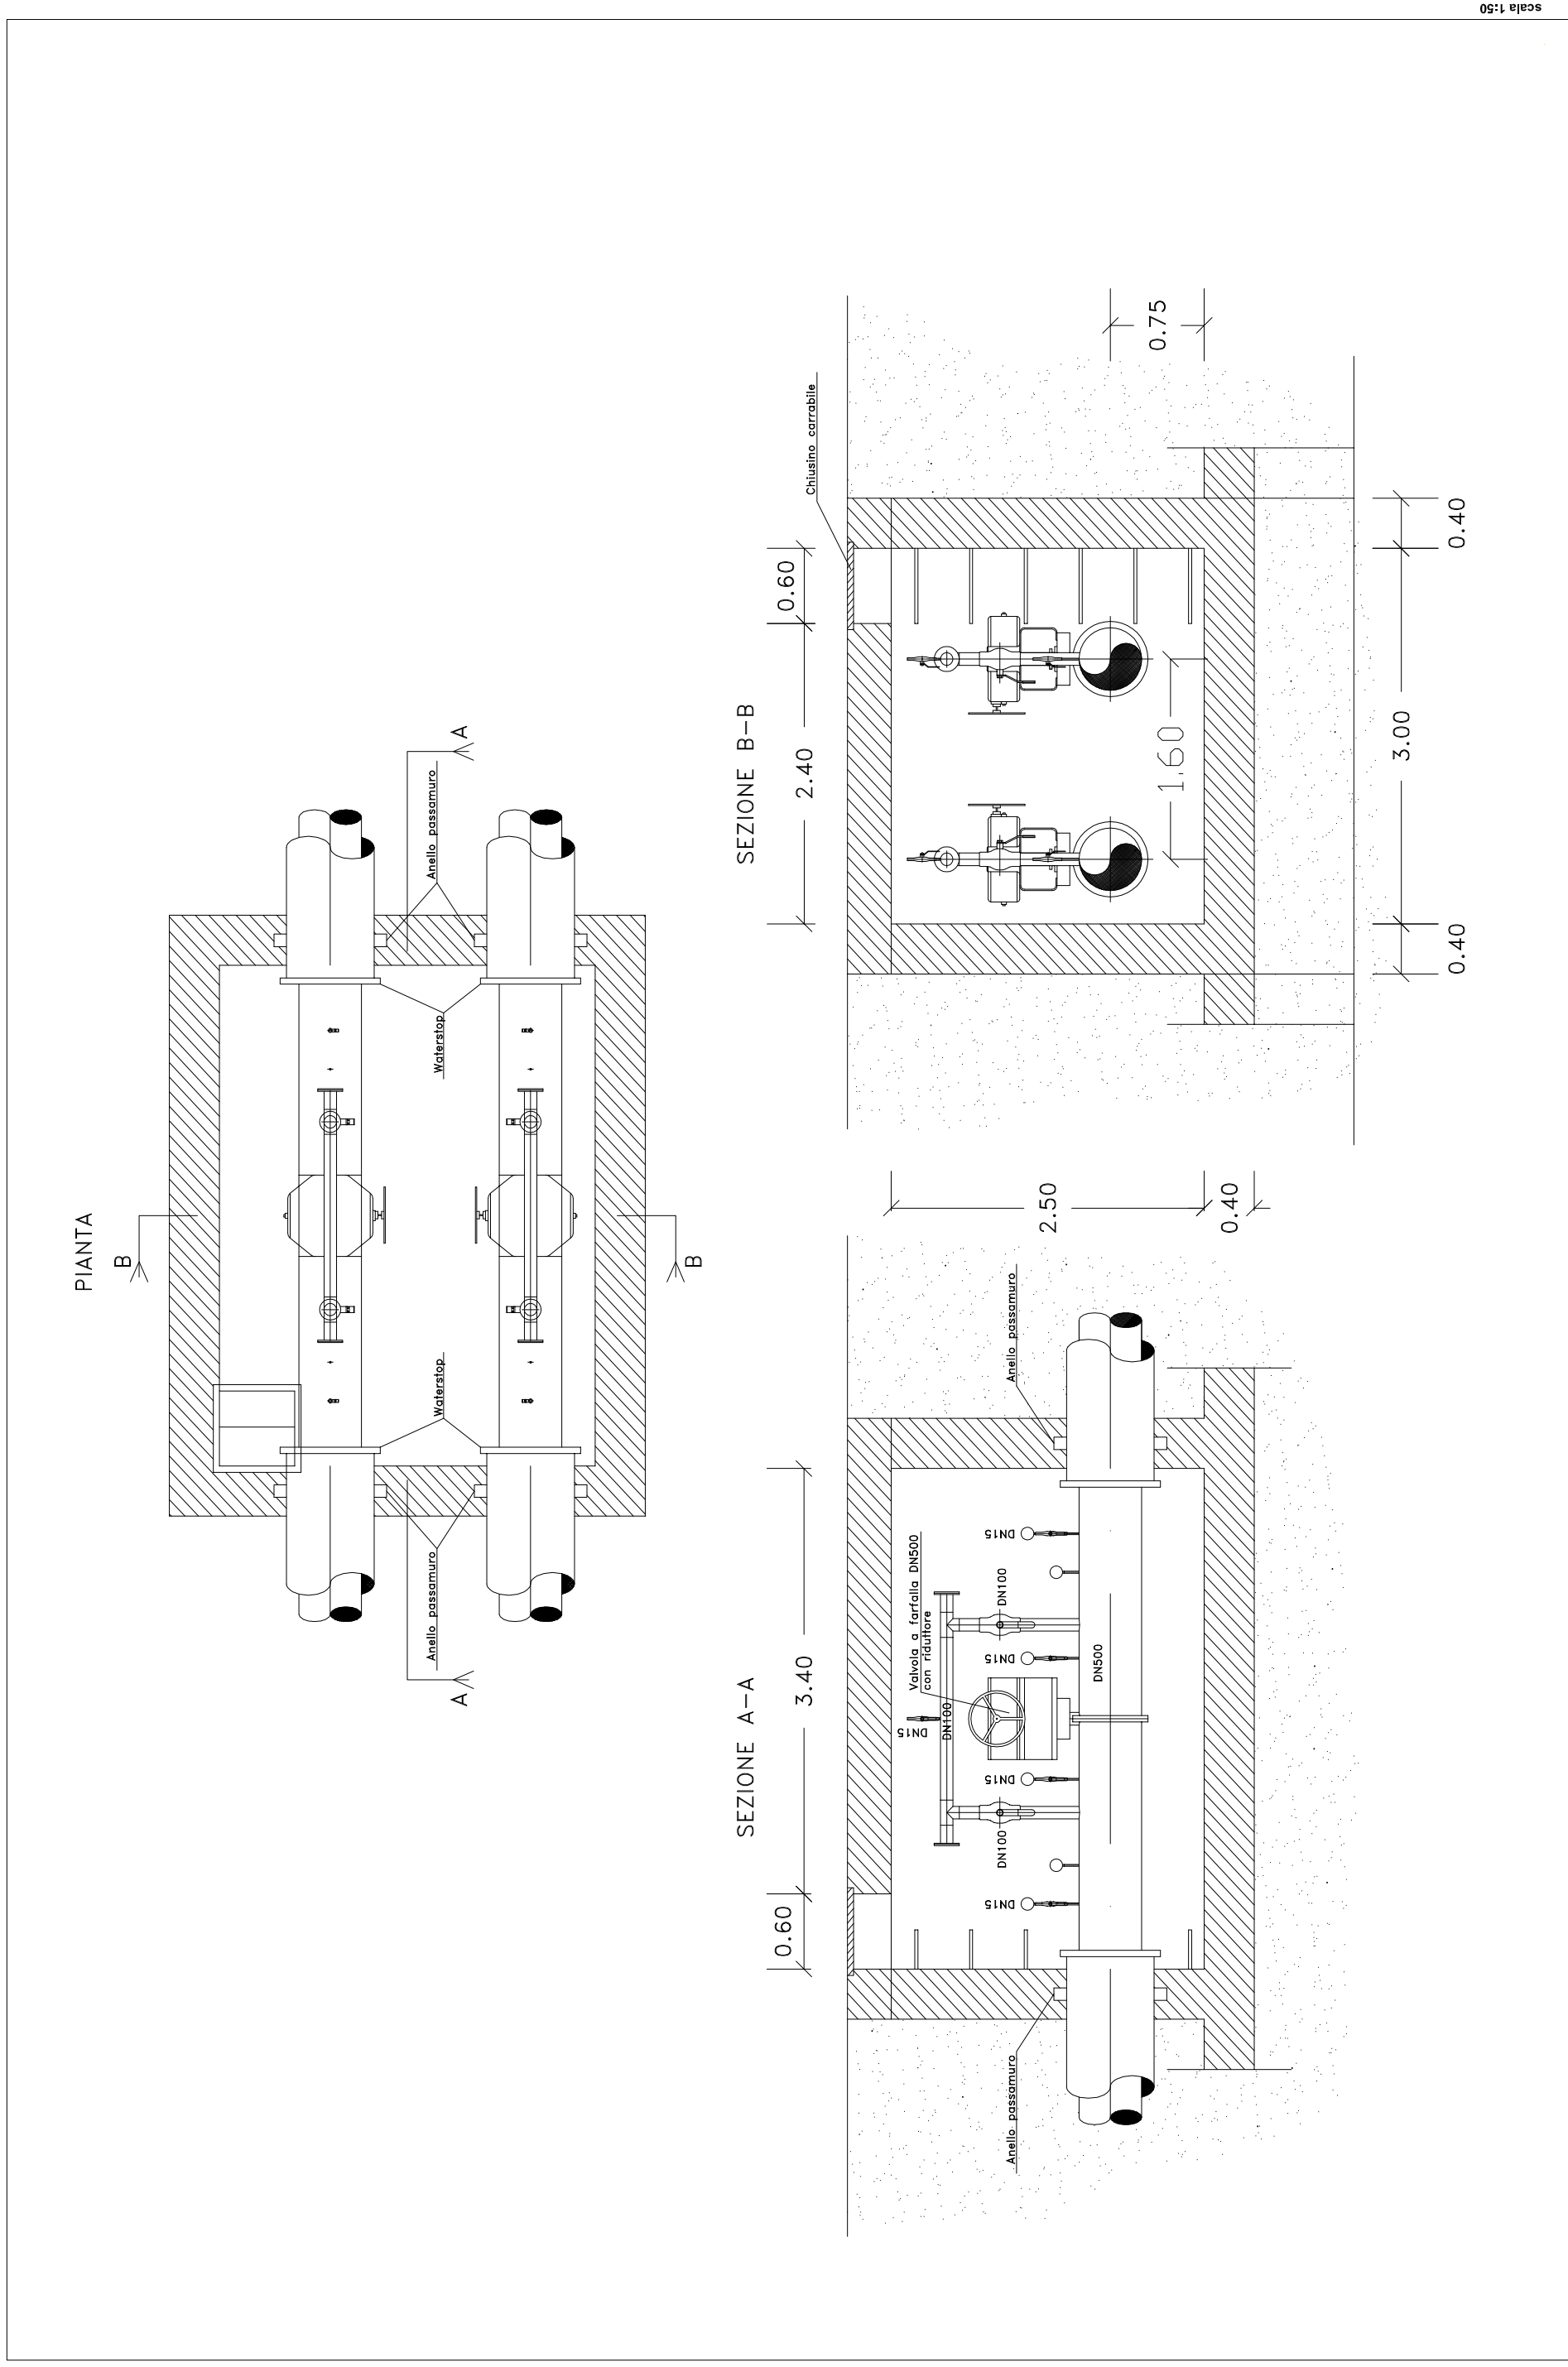 scala 1:50
PIANTA
B
B
A
A
Anello passamuro
Anello passamuro
Waterstop
Waterstop
SEZIONE A-A
0.60
3.40
Anello passamuro
Anello passamuro
DN15
DN100
DN15
DN15
DN100
Valvola a farfalla DN500
con riduttore
DN15
DN100
DN15
DN500
2.50
0.40
SEZIONE B-B
2.40
0.60
Chiusino carrabile
1.60
0.75
0.40
3.00
0.40